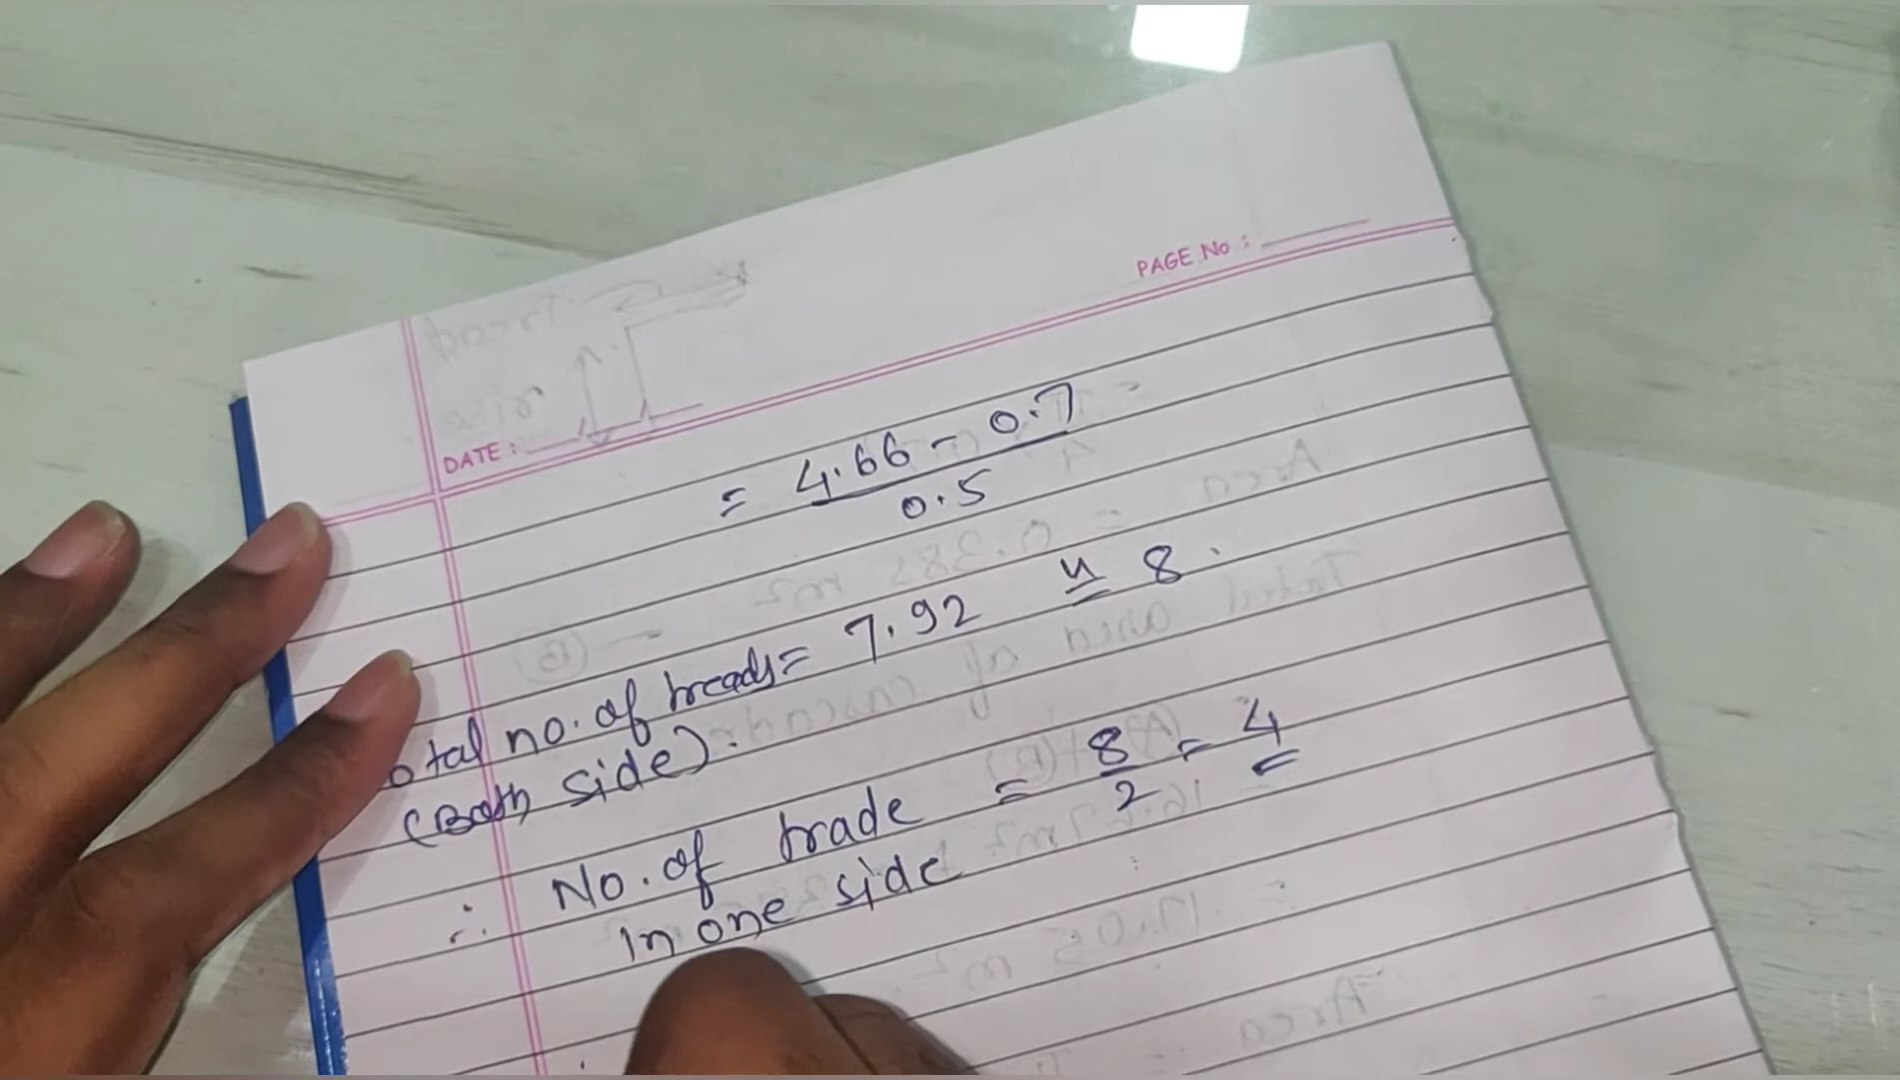 PAGE No :
DATE :
= 4.66 - 0.7 / 0.5
otal no. of treads = 7.92 ≌ 8.
(Both side).
∴ No. of trade = 8/2 = 4
In one side